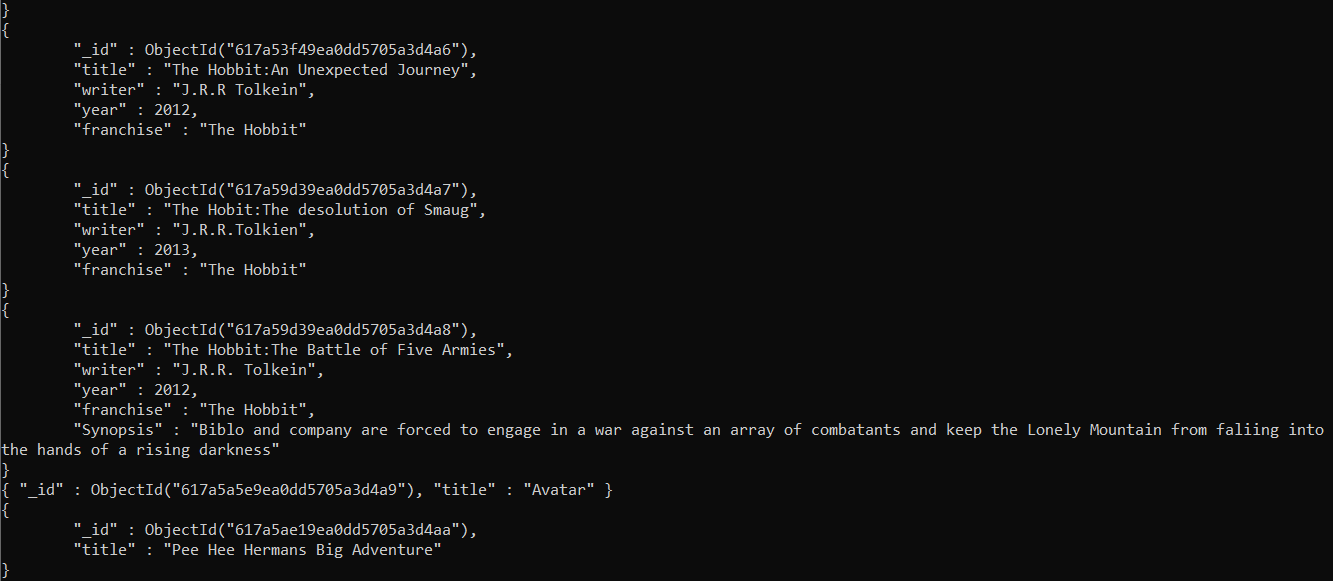 }
{
        "_id" : ObjectId("617a53f49ea0dd5705a3d4a6"),
        "title" : "The Hobbit:An Unexpected Journey",
        "writer" : "J.R.R Tolkein",
        "year" : 2012,
        "franchise" : "The Hobbit"
}
{
        "_id" : ObjectId("617a59d39ea0dd5705a3d4a7"),
        "title" : "The Hobit:The desolution of Smaug",
        "writer" : "J.R.R.Tolkien",
        "year" : 2013,
        "franchise" : "The Hobbit"
}
{
        "_id" : ObjectId("617a59d39ea0dd5705a3d4a8"),
        "title" : "The Hobbit:The Battle of Five Armies",
        "writer" : "J.R.R. Tolkein",
        "year" : 2012,
        "franchise" : "The Hobbit",
        "Synopsis" : "Biblo and company are forced to engage in a war against an array of combatants and keep the Lonely Mountain from faliing into
the hands of a rising darkness"
}
{ "_id" : ObjectId("617a5a5e9ea0dd5705a3d4a9"), "title" : "Avatar" }
{
        "_id" : ObjectId("617a5ae19ea0dd5705a3d4aa"),
        "title" : "Pee Hee Hermans Big Adventure"
}